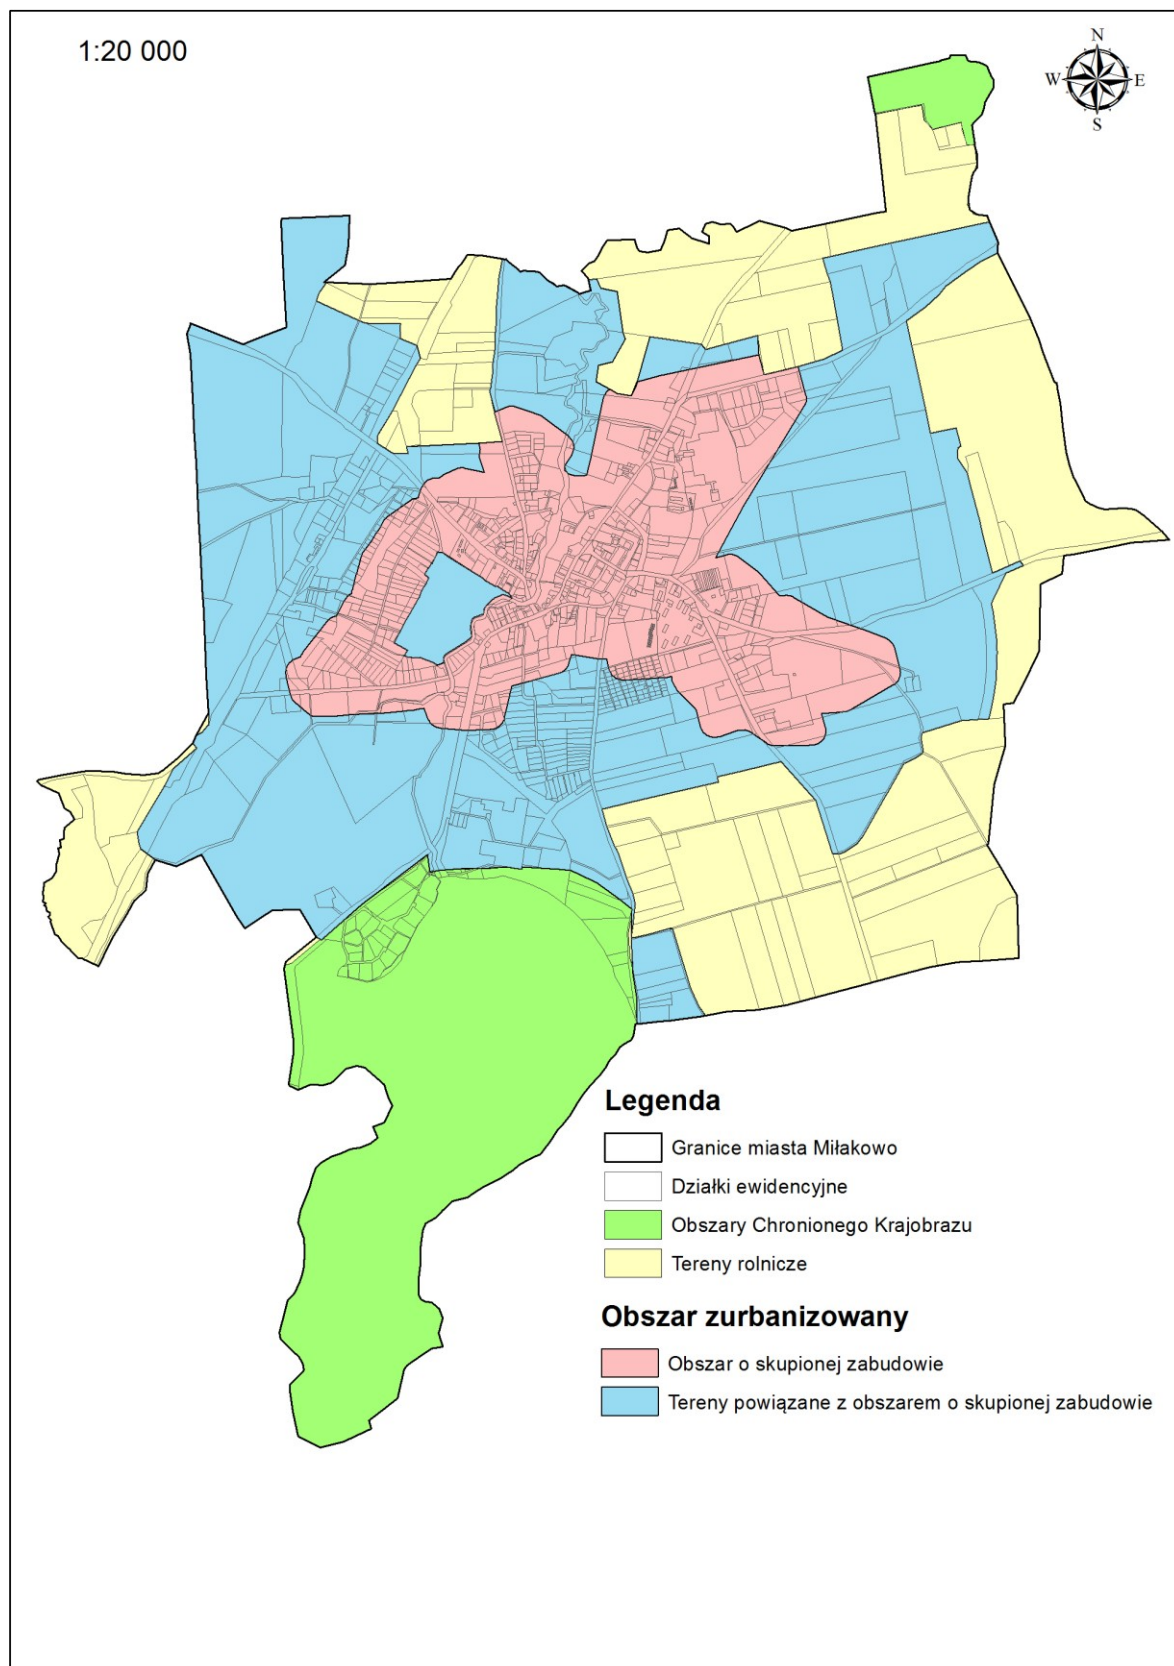 1:20 000
N
W E
S
Legenda
Granice miasta Miłakowo
Działki ewidencyjne
Obszary Chronionego Krajobrazu
Tereny rolnicze
Obszar zurbanizowany
Obszar o skupionej zabudowie
Tereny powiązane z obszarem o skupionej zabudowie